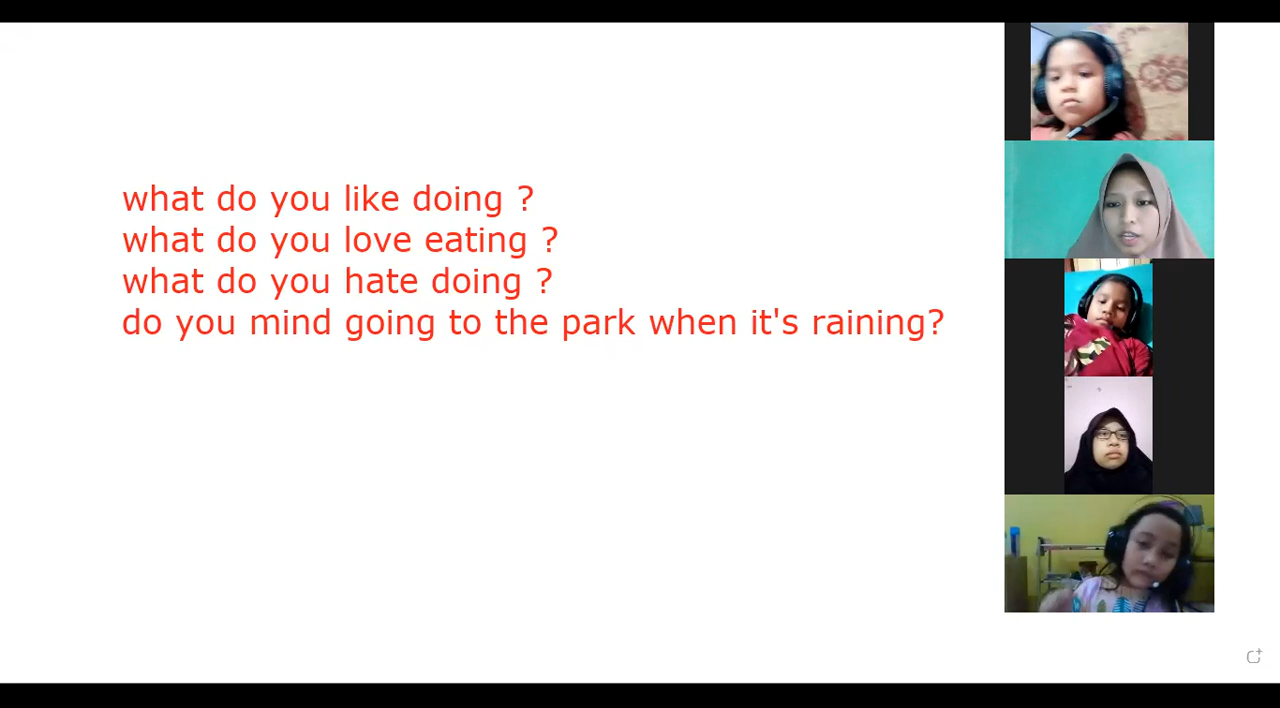 what do you like doing ?
what do you love eating ?
what do you hate doing ?
do you mind going to the park when it's raining?